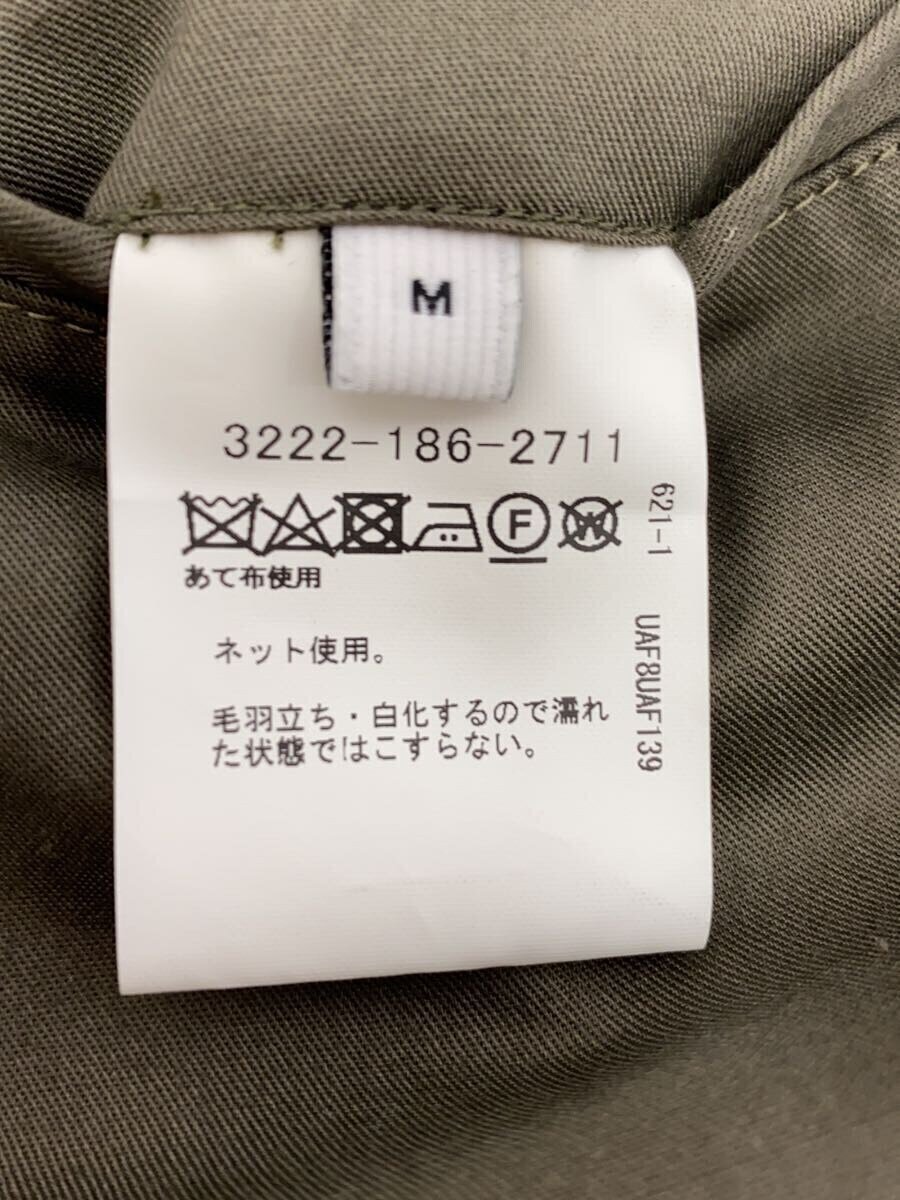 M
3222-186-2711
F
W
あて布使用
ネット使用。
毛羽立ち・白化するので濡れ
た状態ではこすらない。
621-1 UAF8UAF139